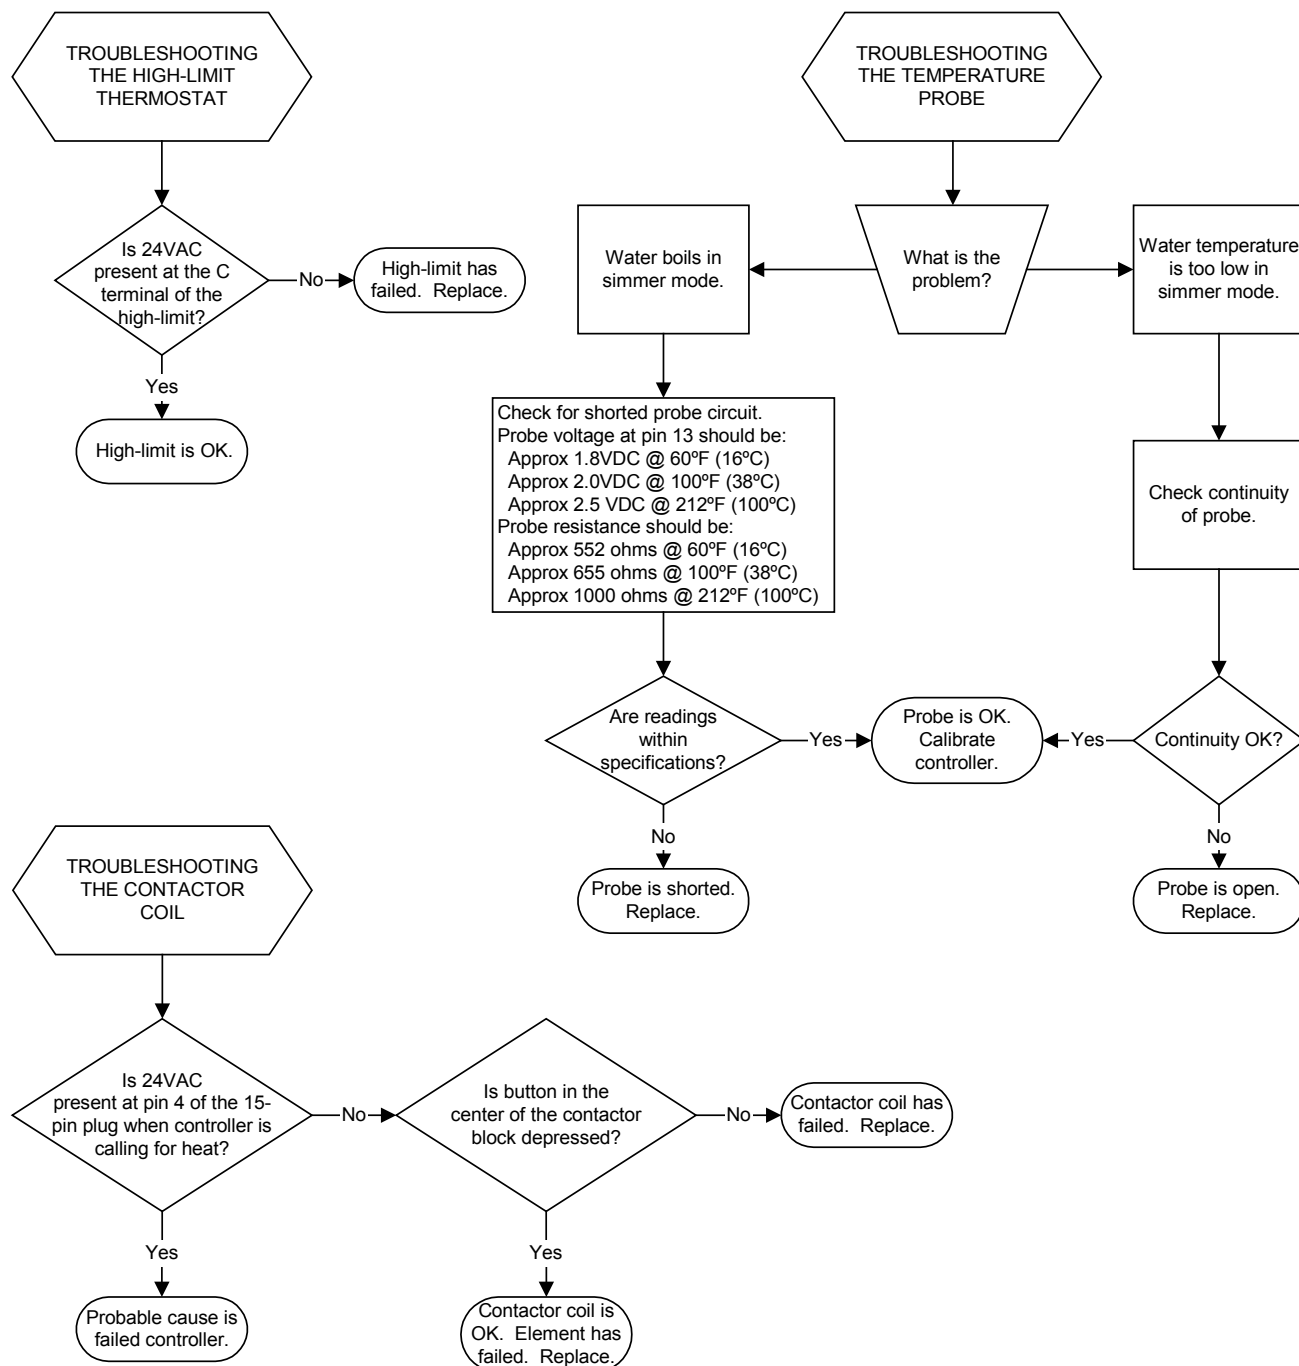 TROUBLESHOOTING
THE HIGH-LIMIT
THERMOSTAT
Is 24VAC
present at the C
terminal of the
high-limit?
No
High-limit has
failed.  Replace.
Yes
High-limit is OK.
TROUBLESHOOTING
THE TEMPERATURE
PROBE
What is the
problem?
Water boils in
simmer mode.
Water temperature
is too low in
simmer mode.
Check for shorted probe circuit.
Probe voltage at pin 13 should be:
Approx 1.8VDC @ 60ºF (16ºC)
Approx 2.0VDC @ 100ºF (38ºC)
Approx 2.5 VDC @ 212ºF (100ºC)
Probe resistance should be:
Approx 552 ohms @ 60ºF (16ºC)
Approx 655 ohms @ 100ºF (38ºC)
Approx 1000 ohms @ 212ºF (100ºC)
Check continuity
of probe.
Are readings
within
specifications?
Yes
Probe is OK.
Calibrate
controller.
Yes
Continuity OK?
No
Probe is shorted.
Replace.
No
Probe is open.
Replace.
TROUBLESHOOTING
THE CONTACTOR
COIL
Is 24VAC
present at pin 4 of the 15-
pin plug when controller is
calling for heat?
No
Is button in the
center of the contactor
block depressed?
No
Contactor coil has
failed.  Replace.
Yes
Probable cause is
failed controller.
Yes
Contactor coil is
OK.  Element has
failed.  Replace.